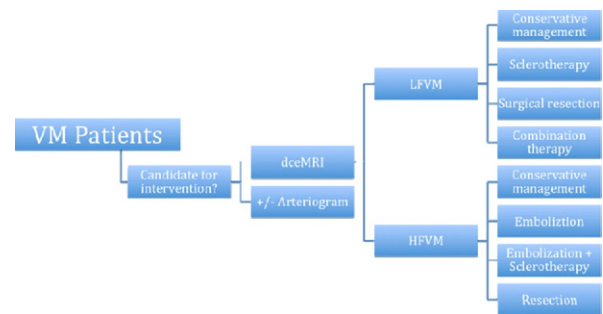 VM Patients
Candidate for
intervention?
dceMRI
+/- Arteriogram
LFVM
Conservative
management
Sclerotherapy
Surgical resection
Combination
therapy
HFVM
Conservative
management
Emboliztion
Embolization +
Sclerotherapy
Resection